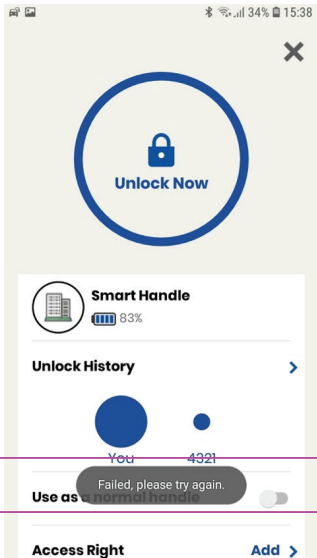 34% 15:38
Unlock Now
Smart Handle
83%
Unlock History
You 4321
Failed, please try again.
Use as a normal handle
Access Right Add